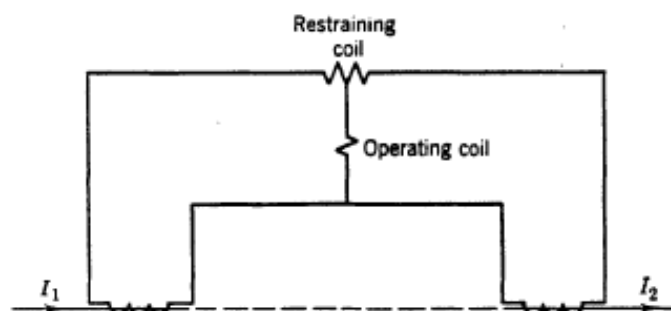 Restraining
coil
Operating coil
I₁
I₂